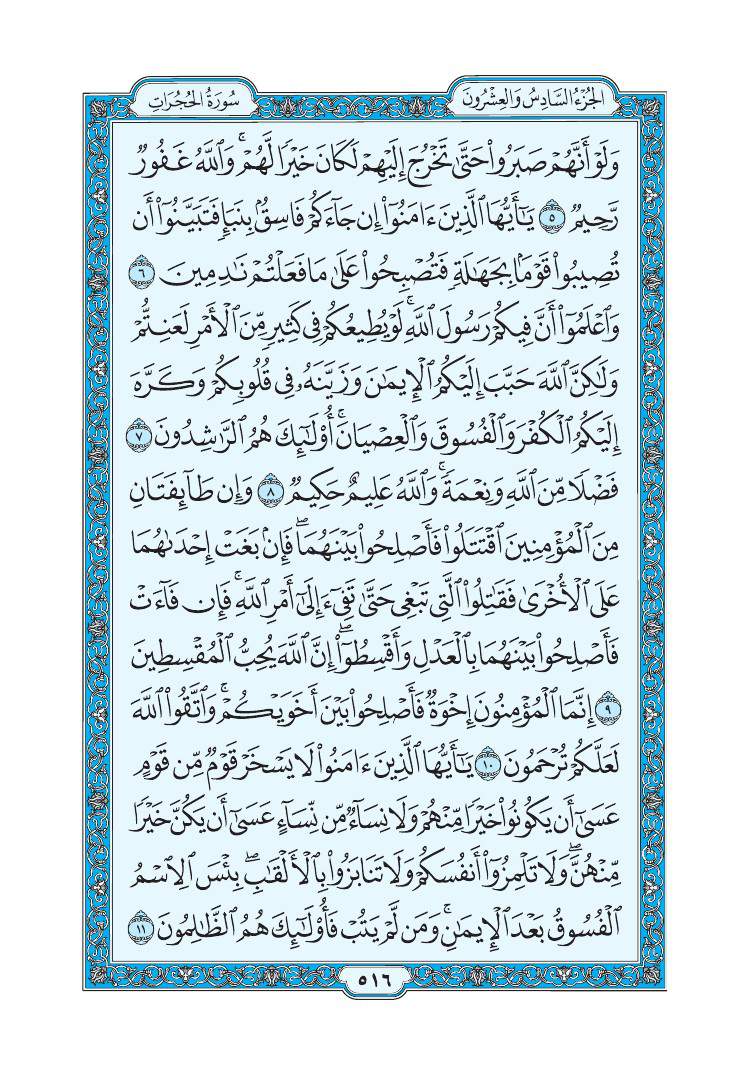 الجُزْءُ السَّادِسُ وَالعِشْرُونَ
سُورَةُ الحُجُرَاتِ
وَلَوْ أَنَّهُمْ صَبَرُواْ حَتَّىٰ تَخْرُجَ إِلَيْهِمْ لَكَانَ خَيْرًا لَّهُمْۚ وَٱللَّهُ غَفُورٌ
رَّحِيمٌ ٥ يَٰٓأَيُّهَا ٱلَّذِينَ ءَامَنُوٓاْ إِن جَآءَكُمْ فَاسِقُۢ بِنَبَإٖ فَتَبَيَّنُوٓاْ أَن
تُصِيبُواْ قَوْمَۢا بِجَهَٰلَةٖ فَتُصْبِحُواْ عَلَىٰ مَا فَعَلْتُمْ نَٰدِمِينَ ٦
وَٱعْلَمُوٓاْ أَنَّ فِيكُمْ رَسُولَ ٱللَّهِۚ لَوْ يُطِيعُكُمْ فِي كَثِيرٖ مِّنَ ٱلْأَمْرِ لَعَنِتُّمْ
وَلَٰكِنَّ ٱللَّهَ حَبَّبَ إِلَيْكُمُ ٱلْإِيمَٰنَ وَزَيَّنَهُۥ فِي قُلُوبِكُمْ وَكَرَّهَ
إِلَيْكُمُ ٱلْكُفْرَ وَٱلْفُسُوقَ وَٱلْعِصْيَانَۚ أُوْلَٰٓئِكَ هُمُ ٱلرَّٰشِدُونَ ٧
فَضْلًا مِّنَ ٱللَّهِ وَنِعْمَةٗۚ وَٱللَّهُ عَلِيمٌ حَكِيمٌ ٨ وَإِن طَآئِفَتَانِ
مِنَ ٱلْمُؤْمِنِينَ ٱقْتَتَلُواْ فَأَصْلِحُواْ بَيْنَهُمَاۖ فَإِنۢ بَغَتْ إِحْدَىٰهُمَا
عَلَى ٱلْأُخْرَىٰ فَقَٰتِلُواْ ٱلَّتِي تَبْغِي حَتَّىٰ تَفِيٓءَ إِلَىٰٓ أَمْرِ ٱللَّهِۚ فَإِن فَآءَتْ
فَأَصْلِحُواْ بَيْنَهُمَا بِٱلْعَدْلِ وَأَقْسِطُوٓاْۖ إِنَّ ٱللَّهَ يُحِبُّ ٱلْمُقْسِطِينَ
٩ إِنَّمَا ٱلْمُؤْمِنُونَ إِخْوَةٌ فَأَصْلِحُواْ بَيْنَ أَخَوَيْكُمْۚ وَٱتَّقُواْ ٱللَّهَ
لَعَلَّكُمْ تُرْحَمُونَ ١٠ يَٰٓأَيُّهَا ٱلَّذِينَ ءَامَنُواْ لَا يَسْخَرْ قَوْمٌ مِّن قَوْمٍ
عَسَىٰٓ أَن يَكُونُواْ خَيْرًا مِّنْهُمْ وَلَا نِسَآءٌ مِّن نِّسَآءٍ عَسَىٰٓ أَن يَكُنَّ خَيْرًا
مِّنْهُنَّۖ وَلَا تَلْمِزُوٓاْ أَنفُسَكُمْ وَلَا تَنَابَزُواْ بِٱلْأَلْقَٰبِۖ بِئْسَ ٱلِٱسْمُ
ٱلْفُسُوقُ بَعْدَ ٱلْإِيمَٰنِۚ وَمَن لَّمْ يَتُبْ فَأُوْلَٰٓئِكَ هُمُ ٱلظَّٰلِمُونَ ١١
٥١٦